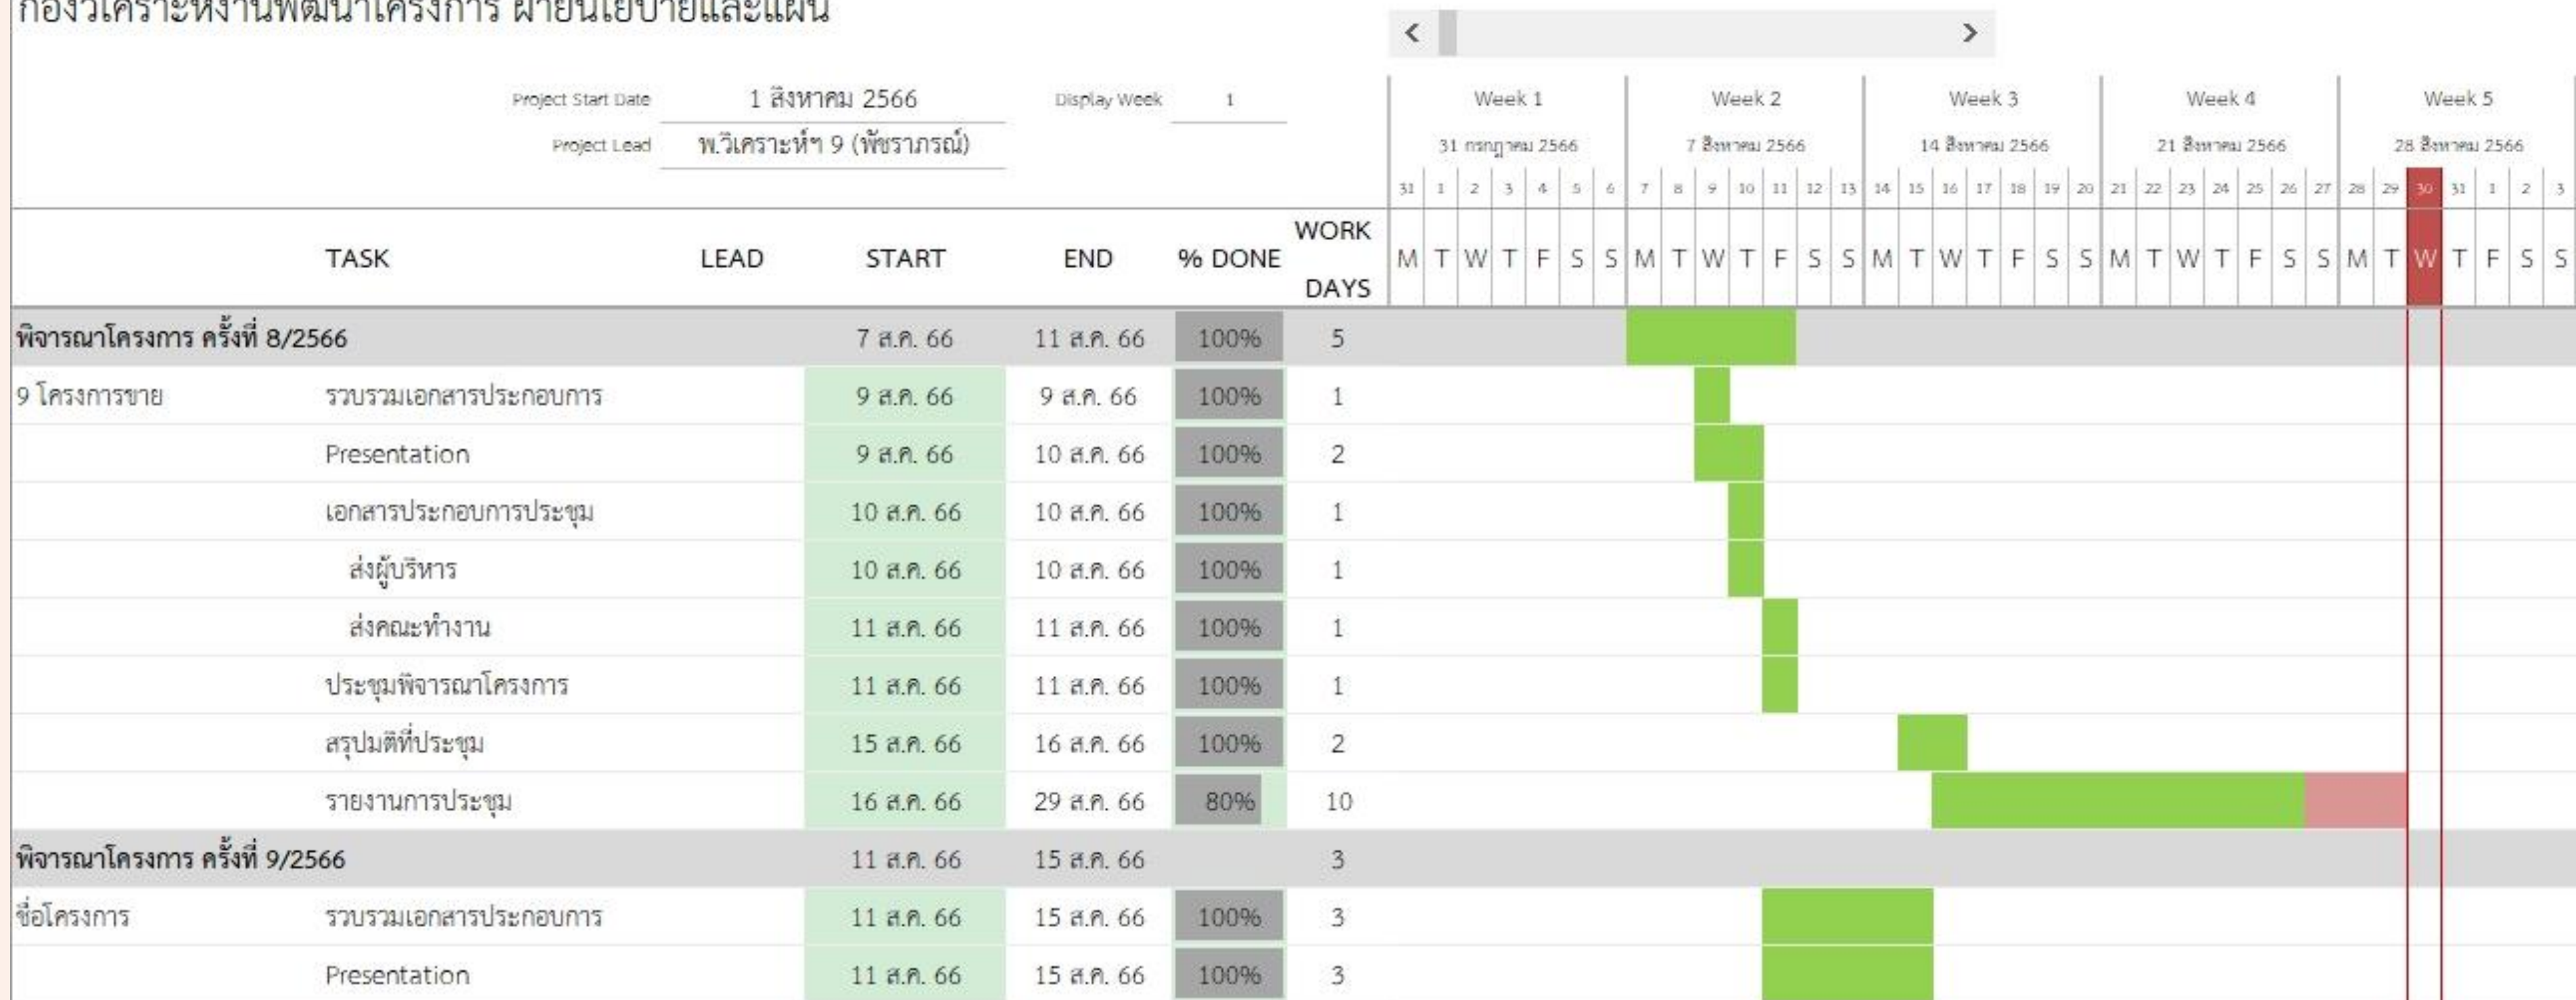 กองวิเคราะห์งานพัฒนาโครงการ ฝ่ายนโยบายและแผน
Project Start Date 1 สิงหาคม 2566 Display Week 1
Project Lead พ.วิเคราะห์ฯ 9 (พัชราภรณ์)
Week 1 Week 2 Week 3 Week 4 Week 5
31 กรกฎาคม 2566 7 สิงหาคม 2566 14 สิงหาคม 2566 21 สิงหาคม 2566 28 สิงหาคม 2566
31 1 2 3 4 5 6 7 8 9 10 11 12 13 14 15 16 17 18 19 20 21 22 23 24 25 26 27 28 29 30 31 1 2 3
TASK LEAD START END % DONE WORK DAYS M T W T F S S M T W T F S S M T W T F S S M T W T F S S M T W T F S S
พิจารณาโครงการ ครั้งที่ 8/2566 7 ส.ค. 66 11 ส.ค. 66 100% 5
9 โครงการขาย รวบรวมเอกสารประกอบการ 9 ส.ค. 66 9 ส.ค. 66 100% 1
Presentation 9 ส.ค. 66 10 ส.ค. 66 100% 2
เอกสารประกอบการประชุม 10 ส.ค. 66 10 ส.ค. 66 100% 1
ส่งผู้บริหาร 10 ส.ค. 66 10 ส.ค. 66 100% 1
ส่งคณะทำงาน 11 ส.ค. 66 11 ส.ค. 66 100% 1
ประชุมพิจารณาโครงการ 11 ส.ค. 66 11 ส.ค. 66 100% 1
สรุปมติที่ประชุม 15 ส.ค. 66 16 ส.ค. 66 100% 2
รายงานการประชุม 16 ส.ค. 66 29 ส.ค. 66 80% 10
พิจารณาโครงการ ครั้งที่ 9/2566 11 ส.ค. 66 15 ส.ค. 66 3
ชื่อโครงการ รวบรวมเอกสารประกอบการ 11 ส.ค. 66 15 ส.ค. 66 100% 3
Presentation 11 ส.ค. 66 15 ส.ค. 66 100% 3